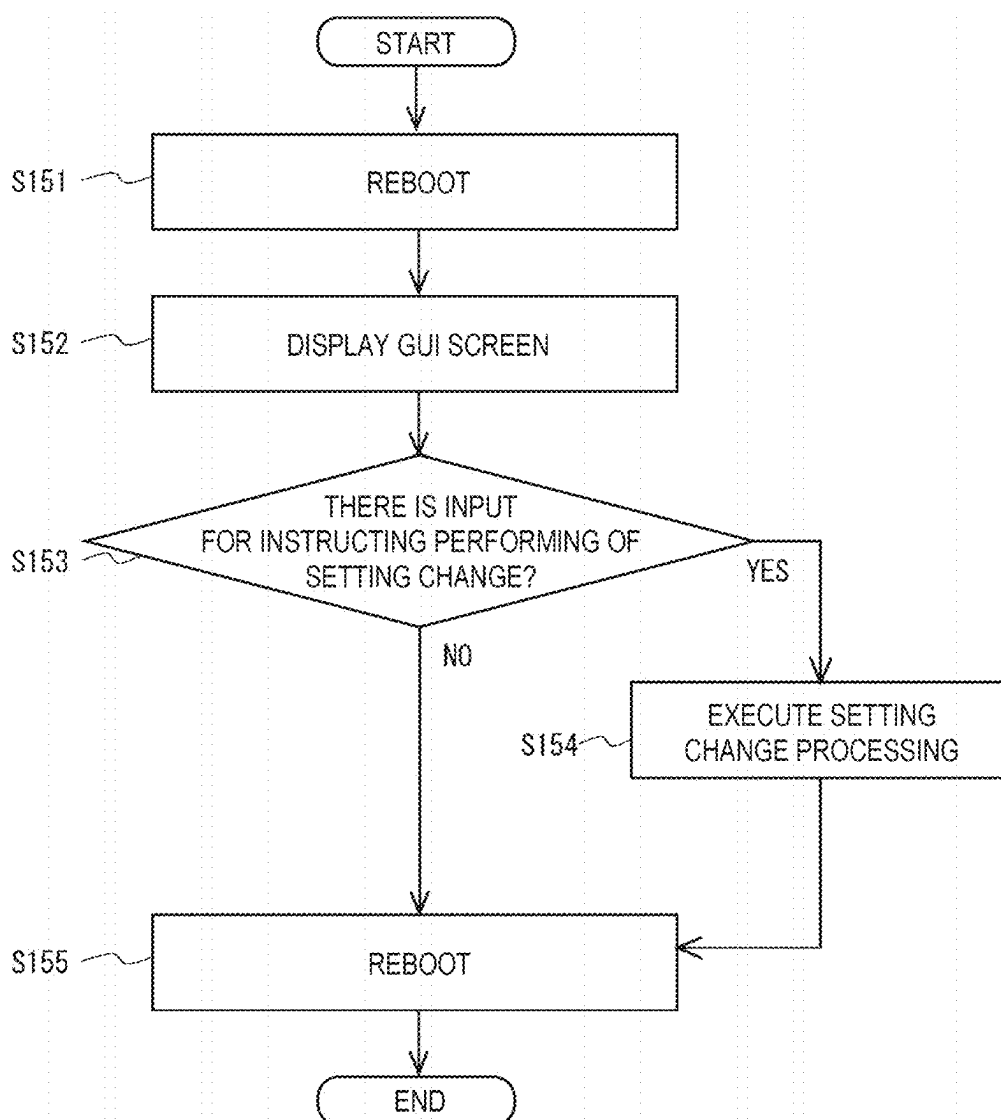 START
S151
REBOOT
S152
DISPLAY GUI SCREEN
S153
THERE IS INPUT
FOR INSTRUCTING PERFORMING OF
SETTING CHANGE?
YES
NO
S154
EXECUTE SETTING
CHANGE PROCESSING
S155
REBOOT
END